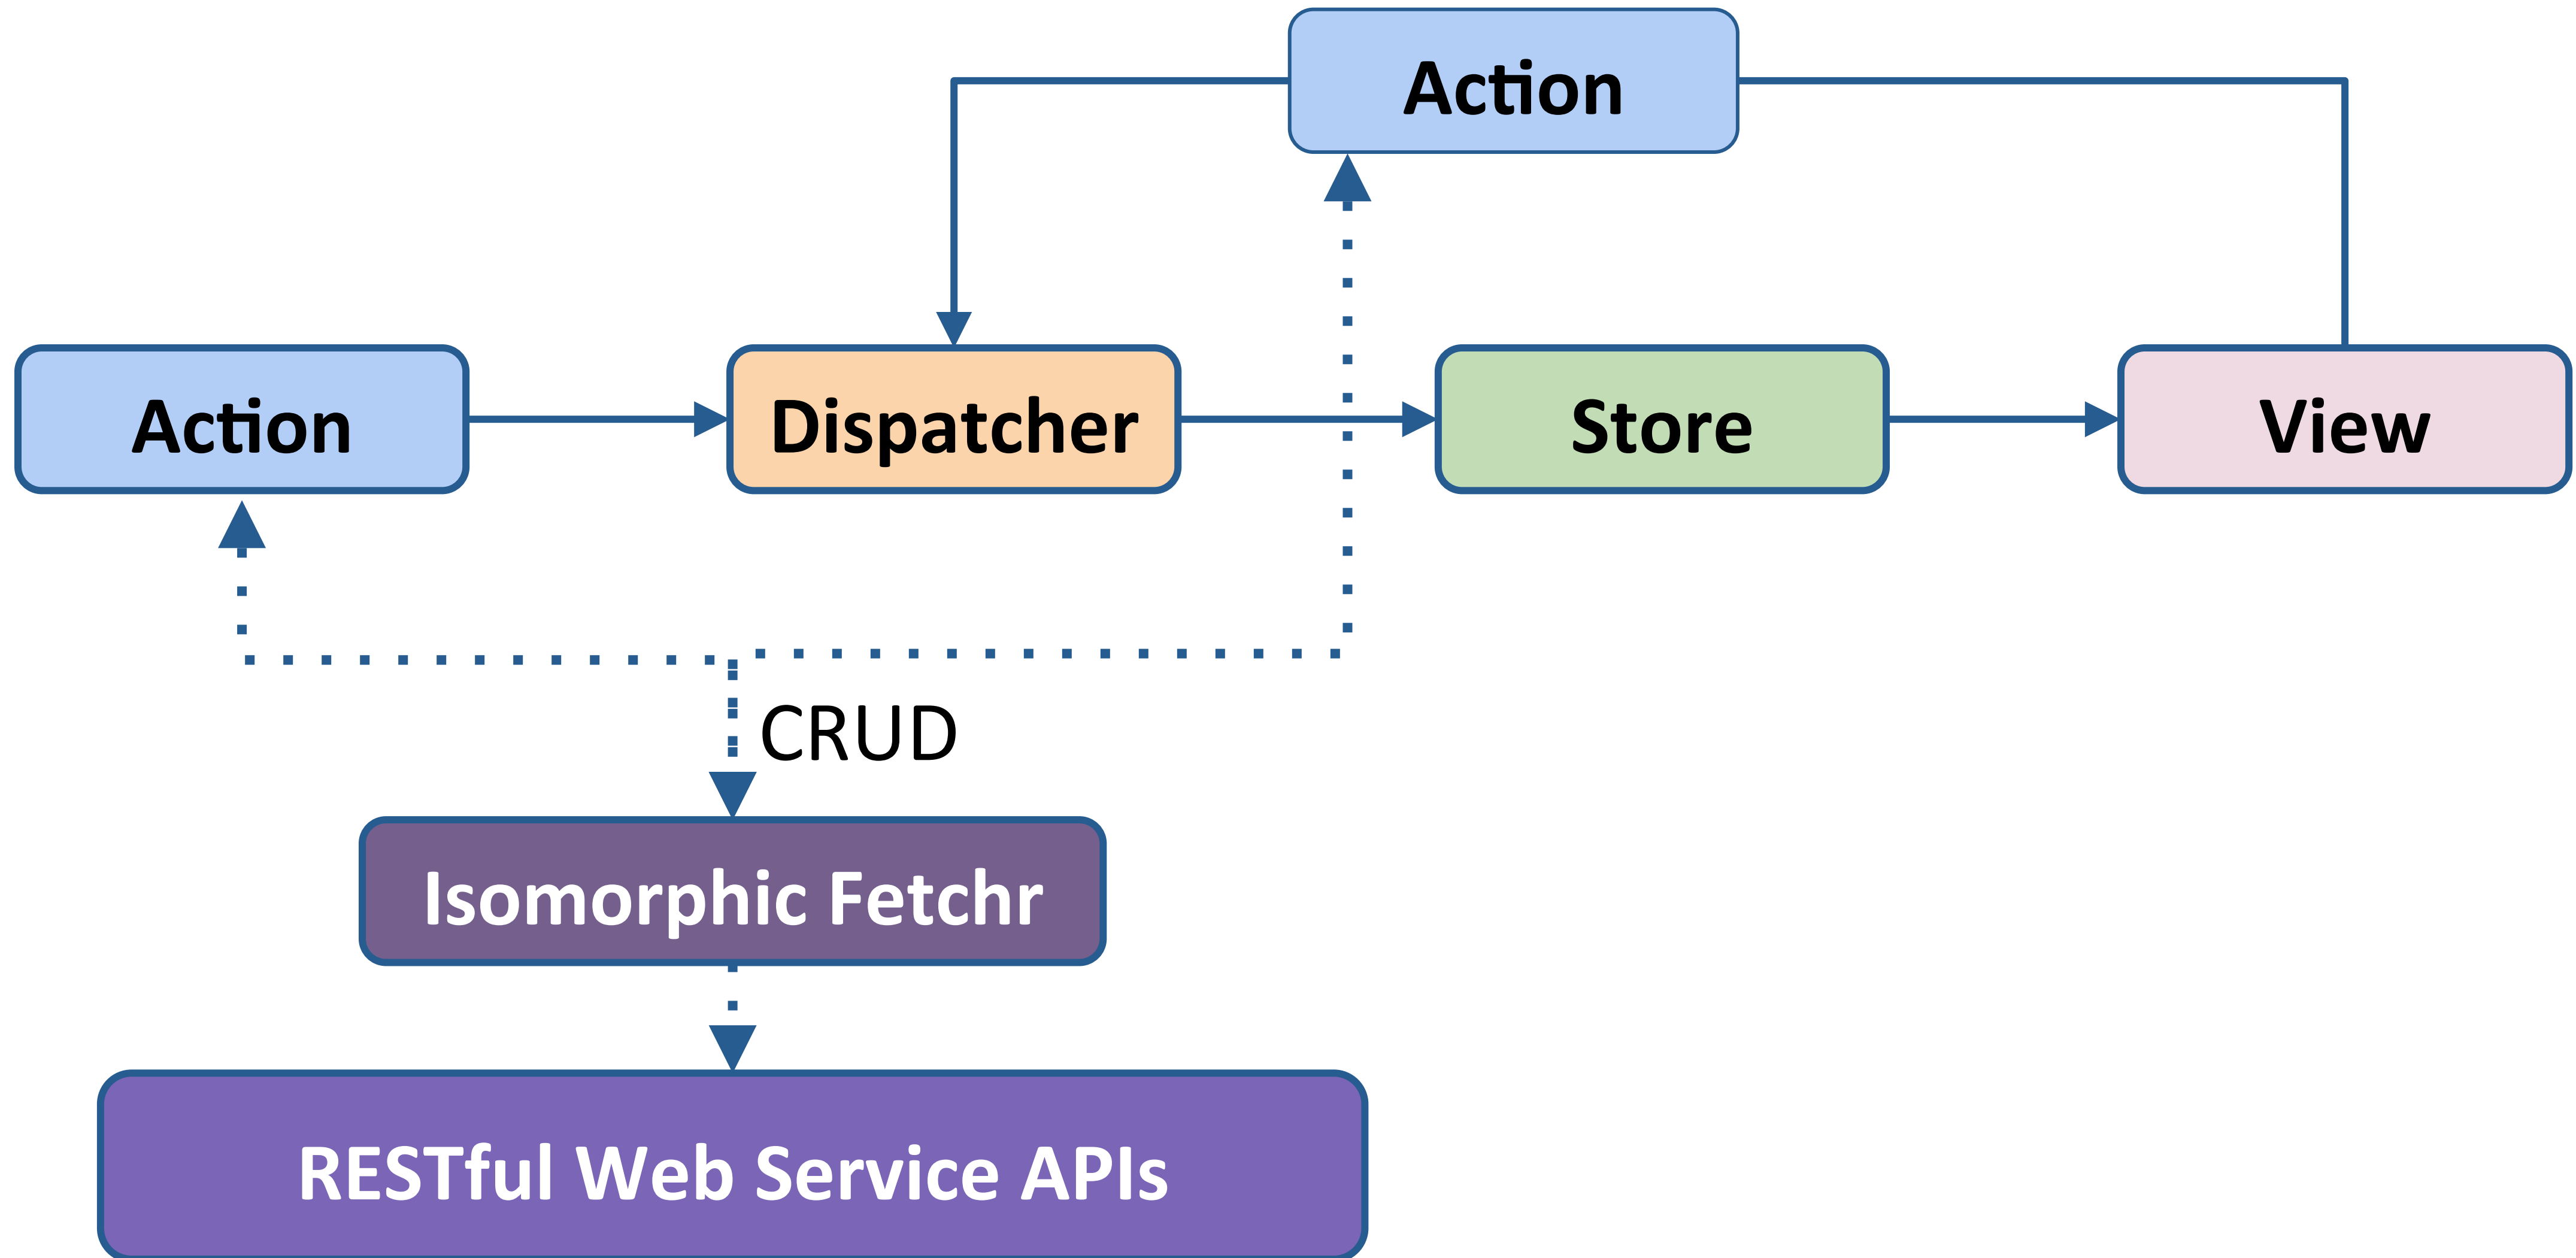 Action
Action
Dispatcher
Store
View
CRUD
Isomorphic Fetchr
RESTful Web Service APIs